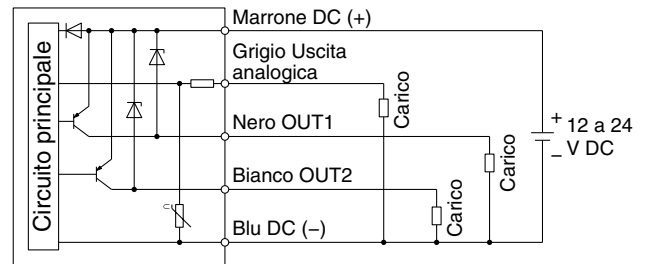 Circuito principale
Marrone DC (+)
Grigio Uscita
analogica
Carico
Nero OUT1
Carico
+ 12 a 24
− V DC
Bianco OUT2
Carico
Blu DC (−)